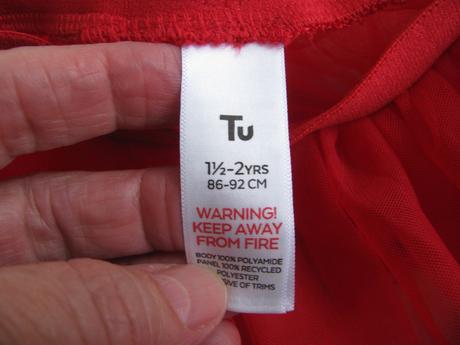 Tu
1½-2YRS
86-92 CM
WARNING!
KEEP AWAY
FROM FIRE
BODY 100% POLYAMIDE
PANEL 100% RECYCLED
POLYESTER
OF TRIMS